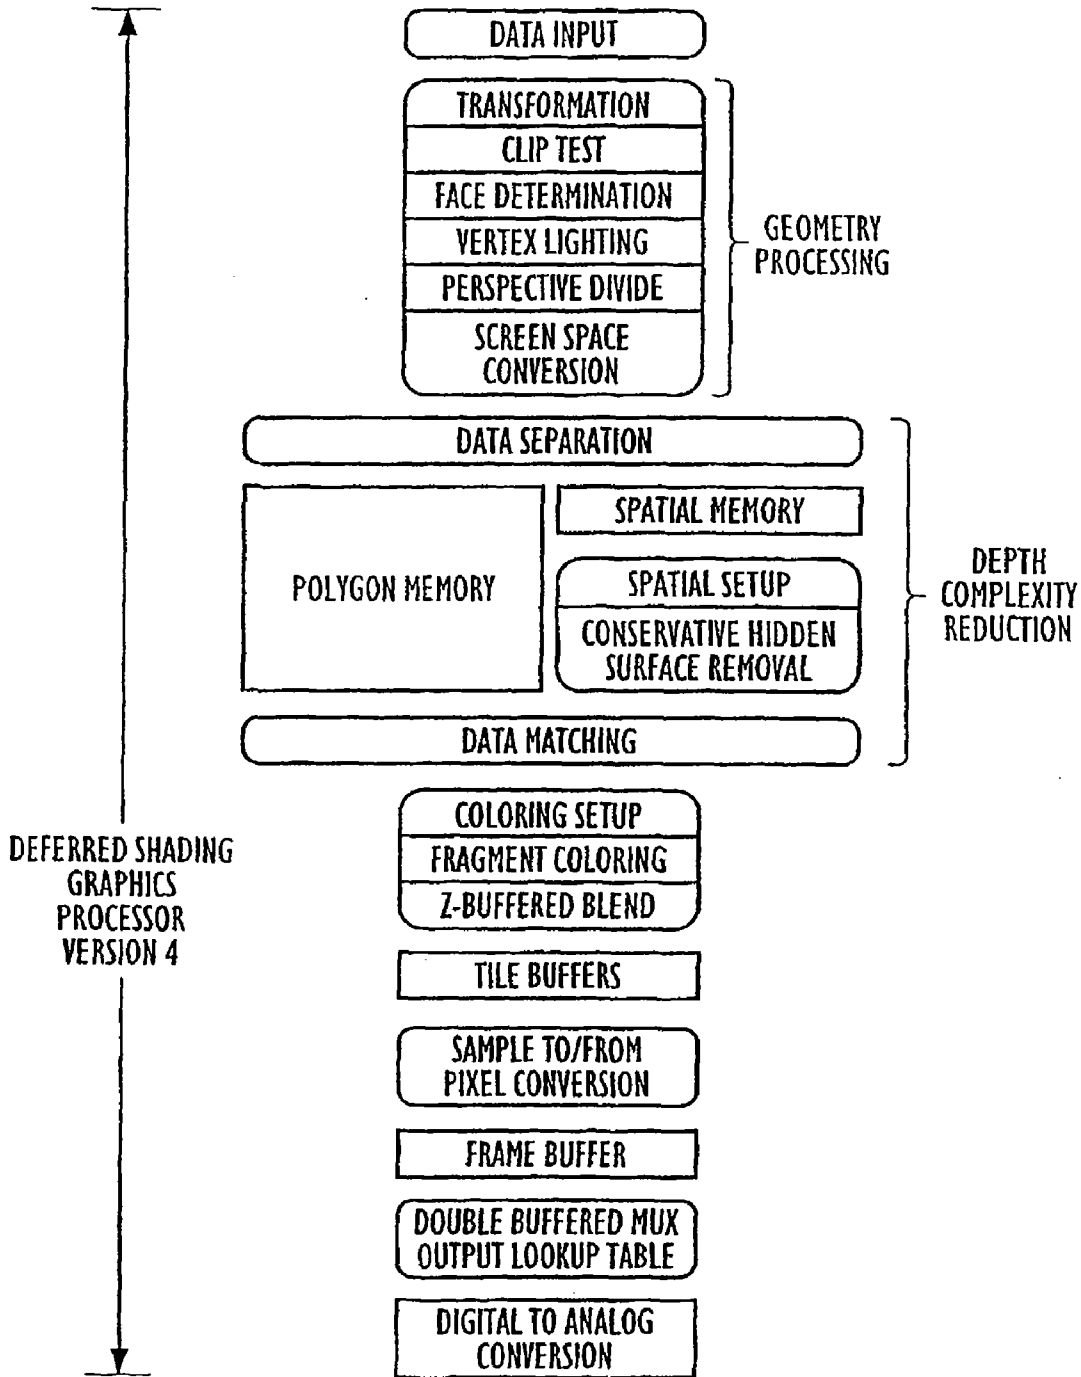 DATA INPUT
TRANSFORMATION
CLIP TEST
FACE DETERMINATION
VERTEX LIGHTING
PERSPECTIVE DIVIDE
SCREEN SPACE
CONVERSION
GEOMETRY
PROCESSING
DATA SEPARATION
POLYGON MEMORY
SPATIAL MEMORY
SPATIAL SETUP
CONSERVATIVE HIDDEN
SURFACE REMOVAL
DATA MATCHING
DEPTH
COMPLEXITY
REDUCTION
COLORING SETUP
FRAGMENT COLORING
Z-BUFFERED BLEND
DEFERRED SHADING
GRAPHICS
PROCESSOR
VERSION 4
TILE BUFFERS
SAMPLE TO/FROM
PIXEL CONVERSION
FRAME BUFFER
DOUBLE BUFFERED MUX
OUTPUT LOOKUP TABLE
DIGITAL TO ANALOG
CONVERSION